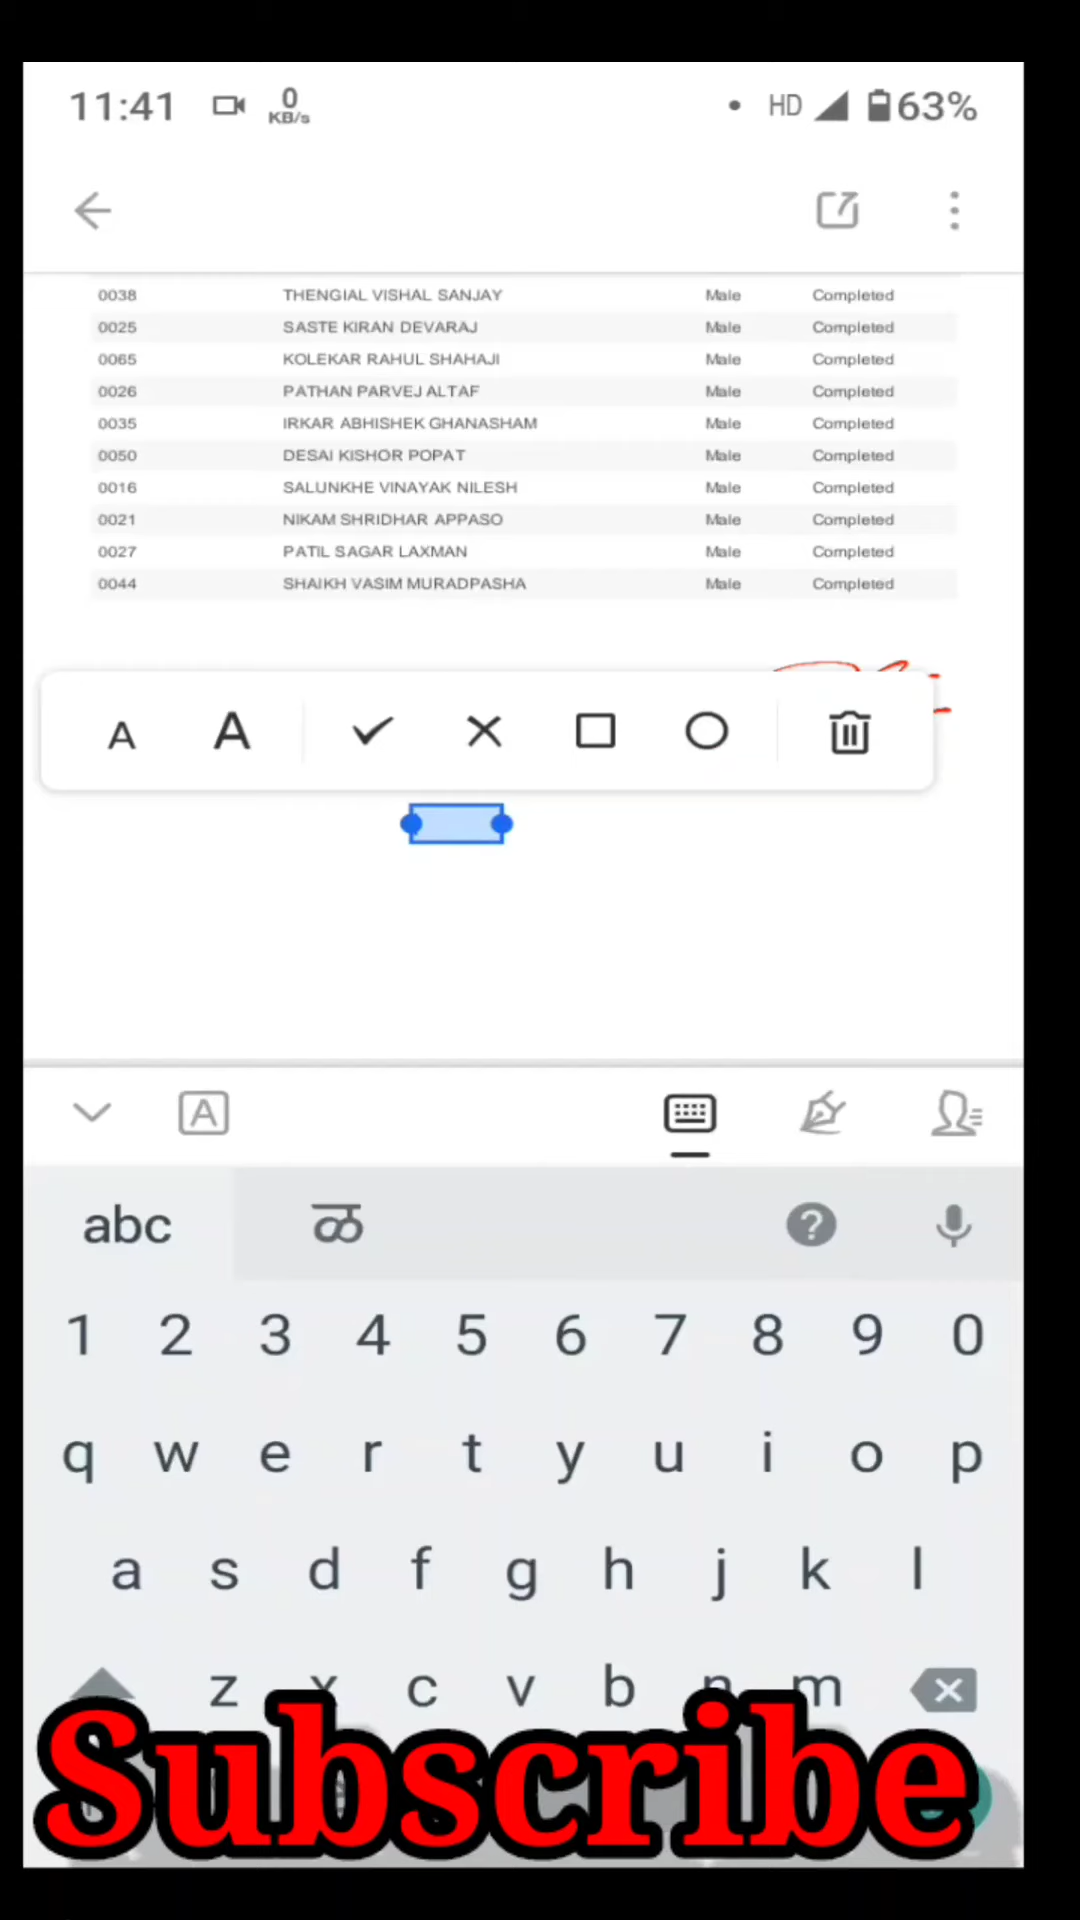 11:41 0 KB/s HD 63%
0038 THENGIAL VISHAL SANJAY Male Completed
0025 SASTE KIRAN DEVARAJ Male Completed
0065 KOLEKAR RAHUL SHAHAJI Male Completed
0026 PATHAN PARVEJ ALTAF Male Completed
0035 IRKAR ABHISHEK GHANASHAM Male Completed
0050 DESAI KISHOR POPAT Male Completed
0016 SALUNKHE VINAYAK NILESH Male Completed
0021 NIKAM SHRIDHAR APPASO Male Completed
0027 PATIL SAGAR LAXMAN Male Completed
0044 SHAIKH VASIM MURADPASHA Male Completed
A A
A
abc ळ ?
1 2 3 4 5 6 7 8 9 0
q w e r t y u i o p
a s d f g h j k l
z x c v b n m
Subscribe